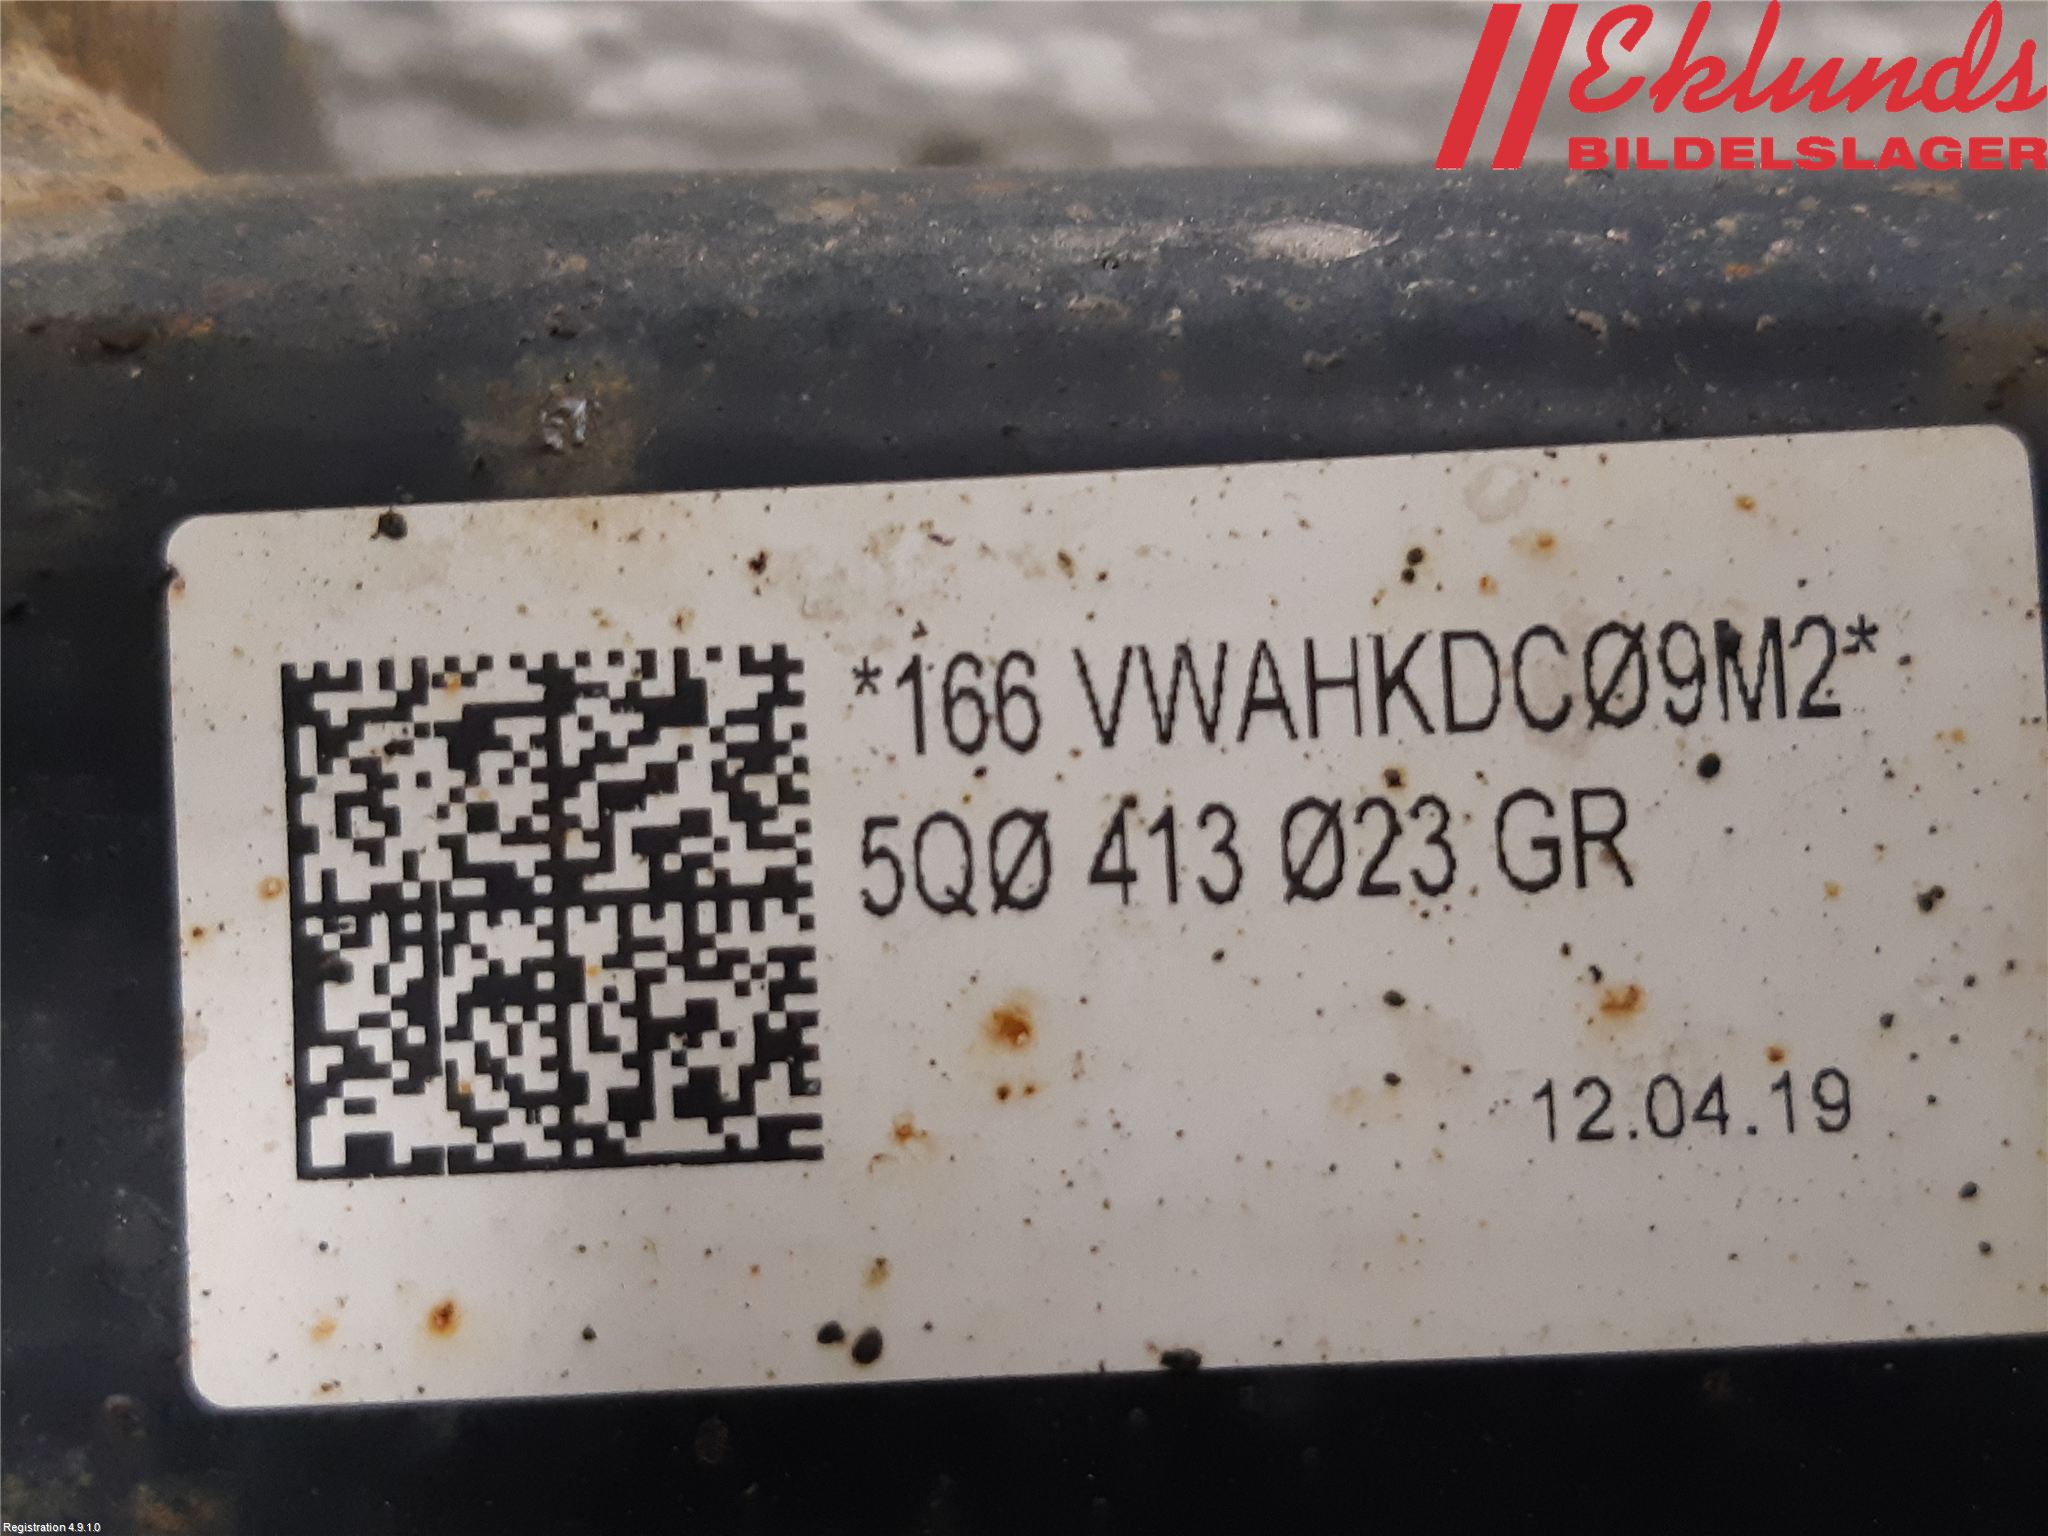 Eklunds
BILDELSLAGER
*166 VWAHKDCØ9M2*
5QØ 413 Ø23 GR
12.04.19
Registration 4.9.1.0